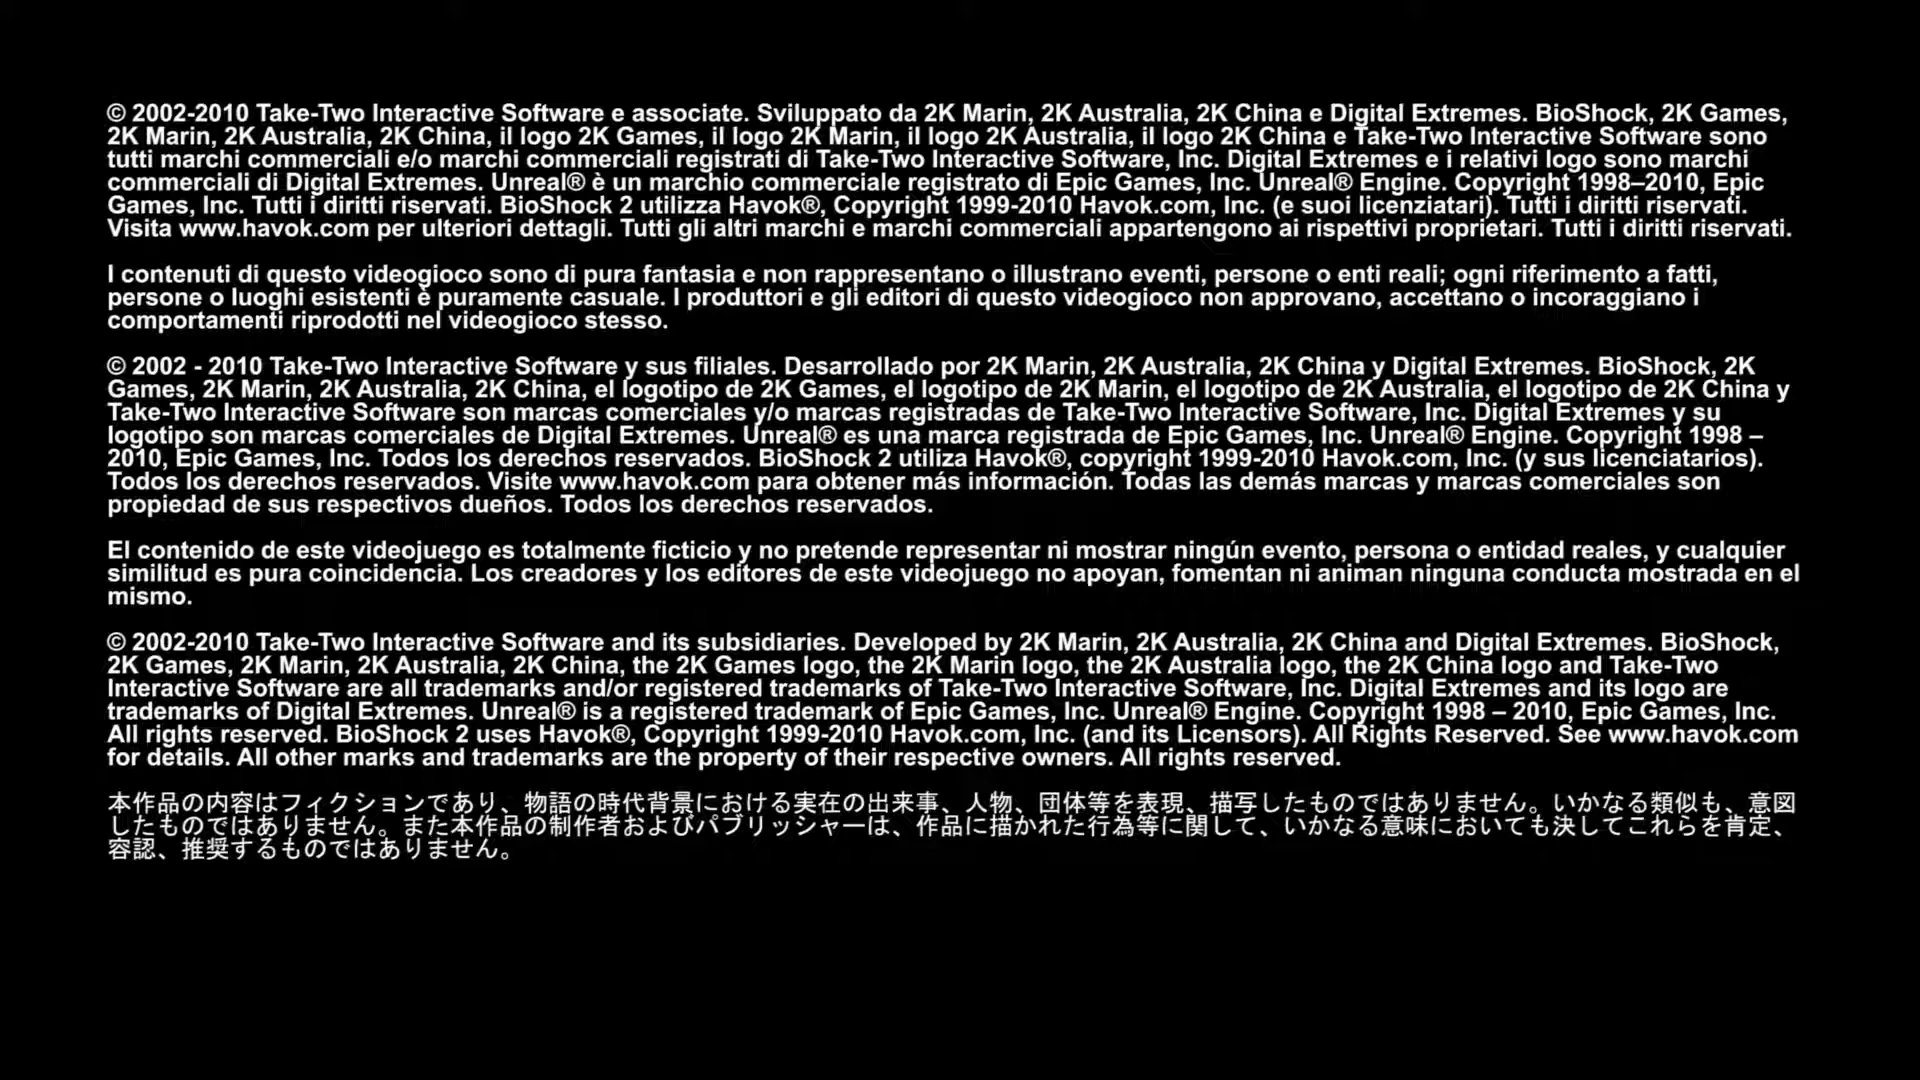 © 2002-2010 Take-Two Interactive Software e associate. Sviluppato da 2K Marin, 2K Australia, 2K China e Digital Extremes. BioShock, 2K Games,
2K Marin, 2K Australia, 2K China, il logo 2K Games, il logo 2K Marin, il logo 2K Australia, il logo 2K China e Take-Two Interactive Software sono
tutti marchi commerciali e/o marchi commerciali registrati di Take-Two Interactive Software, Inc. Digital Extremes e i relativi logo sono marchi
commerciali di Digital Extremes. Unreal® è un marchio commerciale registrato di Epic Games, Inc. Unreal® Engine. Copyright 1998–2010, Epic
Games, Inc. Tutti i diritti riservati. BioShock 2 utilizza Havok®, Copyright 1999-2010 Havok.com, Inc. (e suoi licenziatari). Tutti i diritti riservati.
Visita www.havok.com per ulteriori dettagli. Tutti gli altri marchi e marchi commerciali appartengono ai rispettivi proprietari. Tutti i diritti riservati.
I contenuti di questo videogioco sono di pura fantasia e non rappresentano o illustrano eventi, persone o enti reali; ogni riferimento a fatti,
persone o luoghi esistenti è puramente casuale. I produttori e gli editori di questo videogioco non approvano, accettano o incoraggiano i
comportamenti riprodotti nel videogioco stesso.
© 2002 - 2010 Take-Two Interactive Software y sus filiales. Desarrollado por 2K Marin, 2K Australia, 2K China y Digital Extremes. BioShock, 2K
Games, 2K Marin, 2K Australia, 2K China, el logotipo de 2K Games, el logotipo de 2K Marin, el logotipo de 2K Australia, el logotipo de 2K China y
Take-Two Interactive Software son marcas comerciales y/o marcas registradas de Take-Two Interactive Software, Inc. Digital Extremes y su
logotipo son marcas comerciales de Digital Extremes. Unreal® es una marca registrada de Epic Games, Inc. Unreal® Engine. Copyright 1998 –
2010, Epic Games, Inc. Todos los derechos reservados. BioShock 2 utiliza Havok®, copyright 1999-2010 Havok.com, Inc. (y sus licenciatarios).
Todos los derechos reservados. Visite www.havok.com para obtener más información. Todas las demás marcas y marcas comerciales son
propiedad de sus respectivos dueños. Todos los derechos reservados.
El contenido de este videojuego es totalmente ficticio y no pretende representar ni mostrar ningún evento, persona o entidad reales, y cualquier
similitud es pura coincidencia. Los creadores y los editores de este videojuego no apoyan, fomentan ni animan ninguna conducta mostrada en el
mismo.
© 2002-2010 Take-Two Interactive Software and its subsidiaries. Developed by 2K Marin, 2K Australia, 2K China and Digital Extremes. BioShock,
2K Games, 2K Marin, 2K Australia, 2K China, the 2K Games logo, the 2K Marin logo, the 2K Australia logo, the 2K China logo and Take-Two
Interactive Software are all trademarks and/or registered trademarks of Take-Two Interactive Software, Inc. Digital Extremes and its logo are
trademarks of Digital Extremes. Unreal® is a registered trademark of Epic Games, Inc. Unreal® Engine. Copyright 1998 – 2010, Epic Games, Inc.
All rights reserved. BioShock 2 uses Havok®, Copyright 1999-2010 Havok.com, Inc. (and its Licensors). All Rights Reserved. See www.havok.com
for details. All other marks and trademarks are the property of their respective owners. All rights reserved.
本作品の内容はフィクションであり、物語の時代背景における実在の出来事、人物、団体等を表現、描写したものではありません。いかなる類似も、意図
したものではありません。また本作品の制作者およびパブリッシャーは、作品に描かれた行為等に関して、いかなる意味においても決してこれらを肯定、
容認、推奨するものではありません。